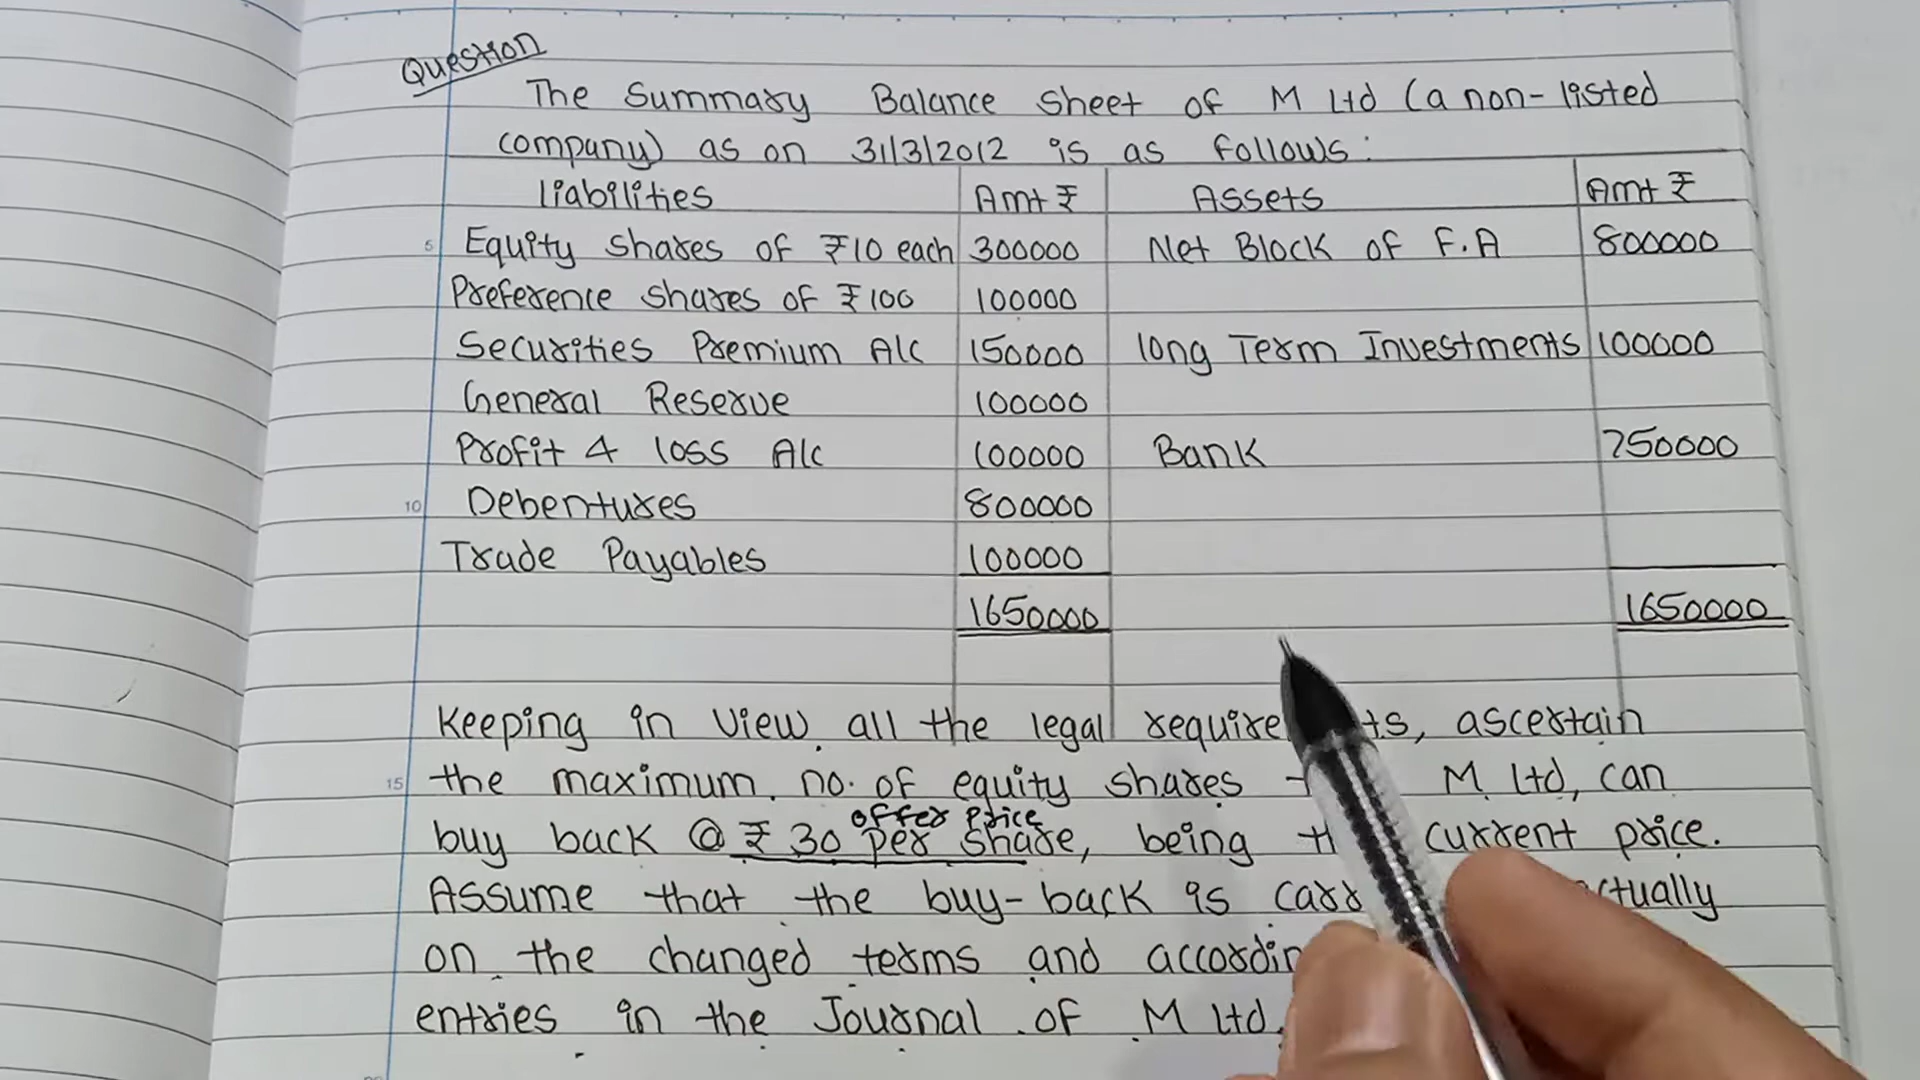 Question
The Summary Balance Sheet of M Ltd (a non-listed
company) as on 31/3/2012 is as follows:
Liabilities Amt ₹ Assets Amt ₹
5 Equity shares of ₹10 each 300000 Net Block of F.A 800000
Preference shares of ₹100 100000
Securities Premium A/c 150000 Long Term Investments 100000
General Reserve 100000
Profit & loss A/c 100000 Bank 750000
10 Debentures 800000
Trade Payables 100000
1650000 1650000
Keeping in view all the legal, ascertain
15 the maximum no. of equity shares M Ltd, can
offer price
buy back @ ₹ 30 per share, being current price.
Assume that the buy-back is
on the changed terms and
entries in the Journal of M Ltd.